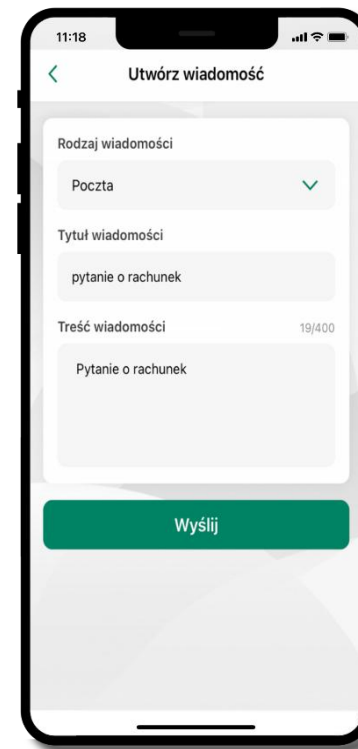 11:18
Utwórz wiadomość
Rodzaj wiadomości
Poczta
Tytuł wiadomości
pytanie o rachunek
Treść wiadomości 19/400
Pytanie o rachunek
Wyślij